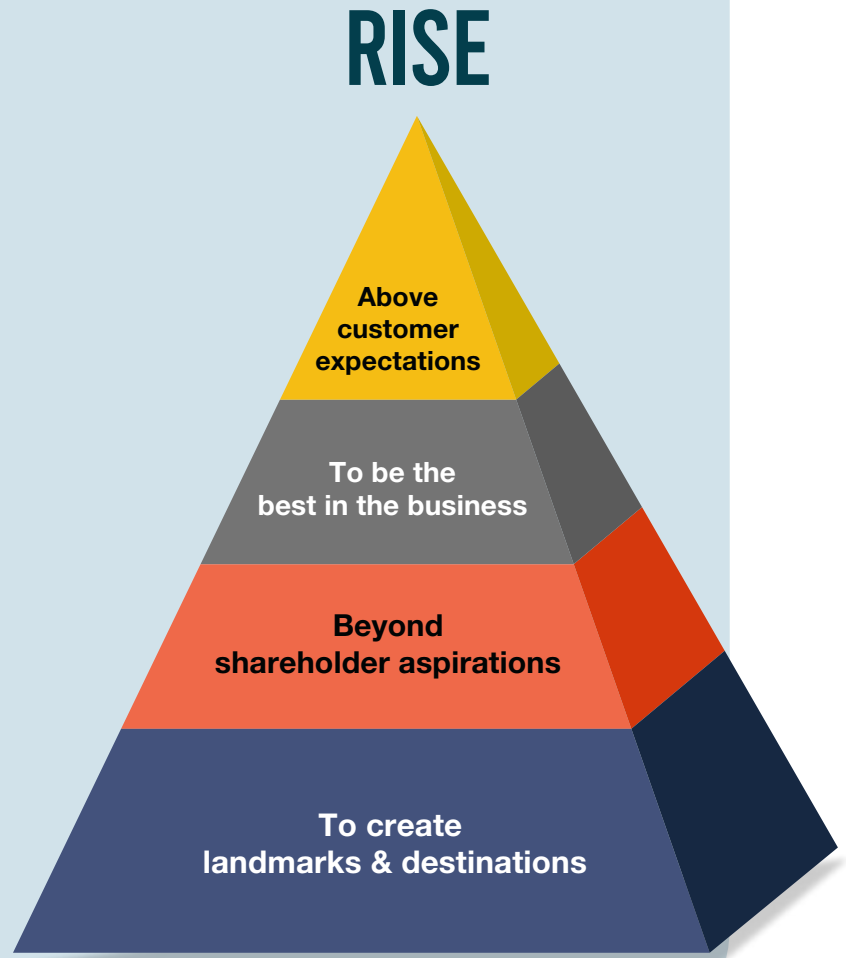 RISE
Above
customer
expectations
To be the
best in the business
Beyond
shareholder aspirations
To create
landmarks & destinations